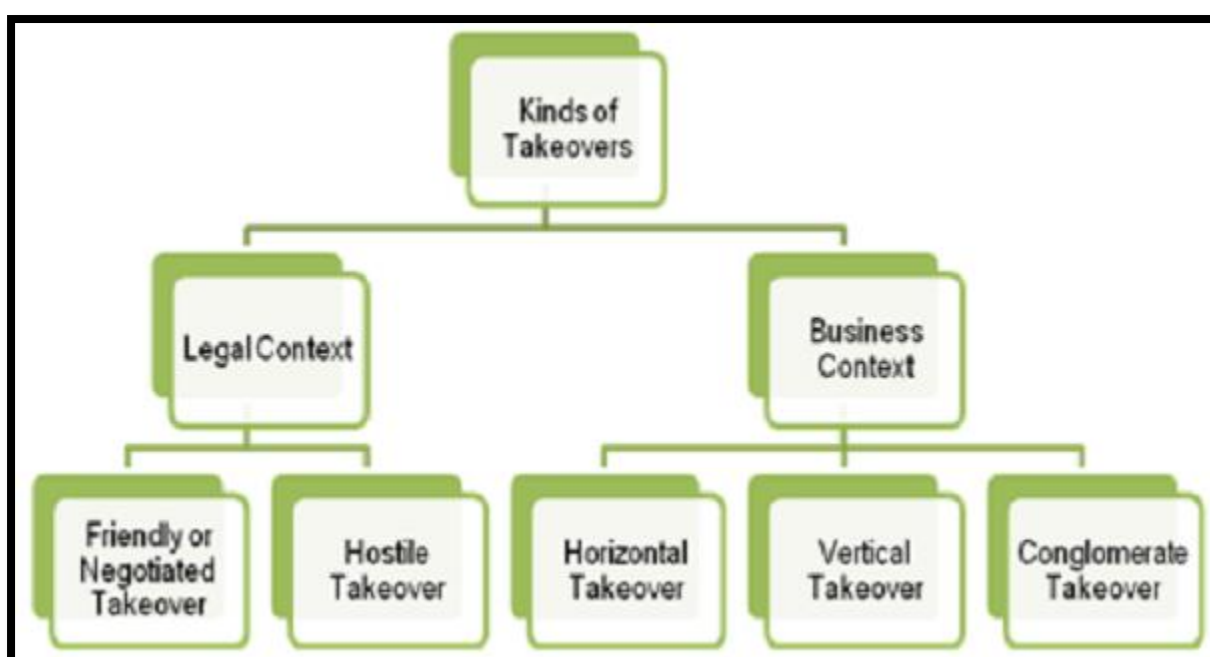 Kinds of
Takeovers
Legal Context
Business
Context
Friendly or
Negotiated
Takeover
Hostile
Takeover
Horizontal
Takeover
Vertical
Takeover
Conglomerate
Takeover